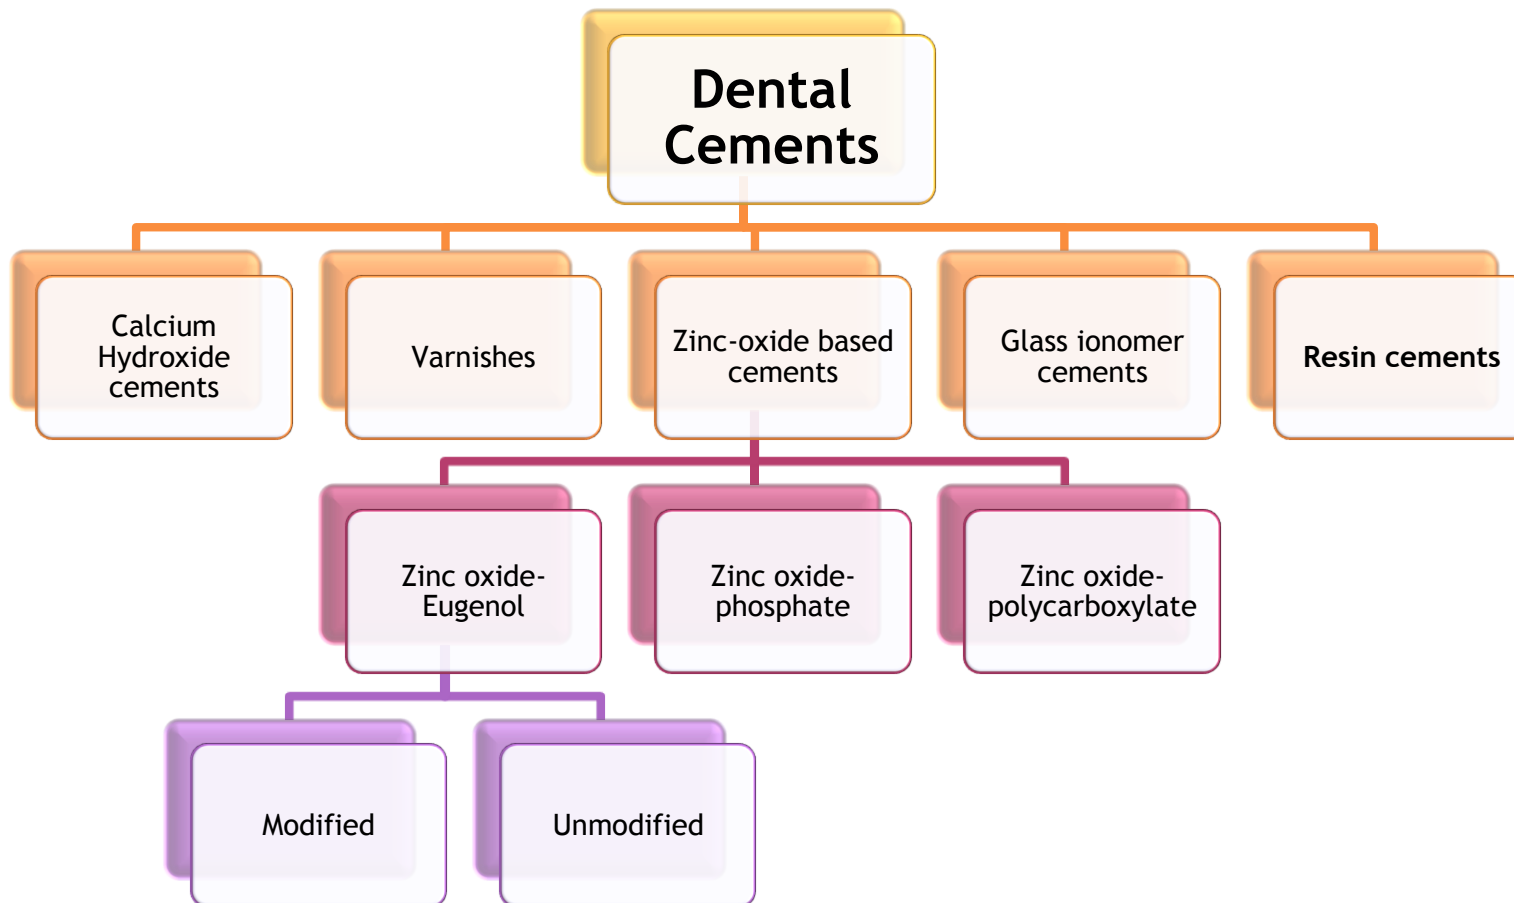 Dental
Cements
Calcium
Hydroxide
cements
Varnishes
Zinc-oxide based
cements
Glass ionomer
cements
Resin cements
Zinc oxide-
Eugenol
Zinc oxide-
phosphate
Zinc oxide-
polycarboxylate
Modified
Unmodified